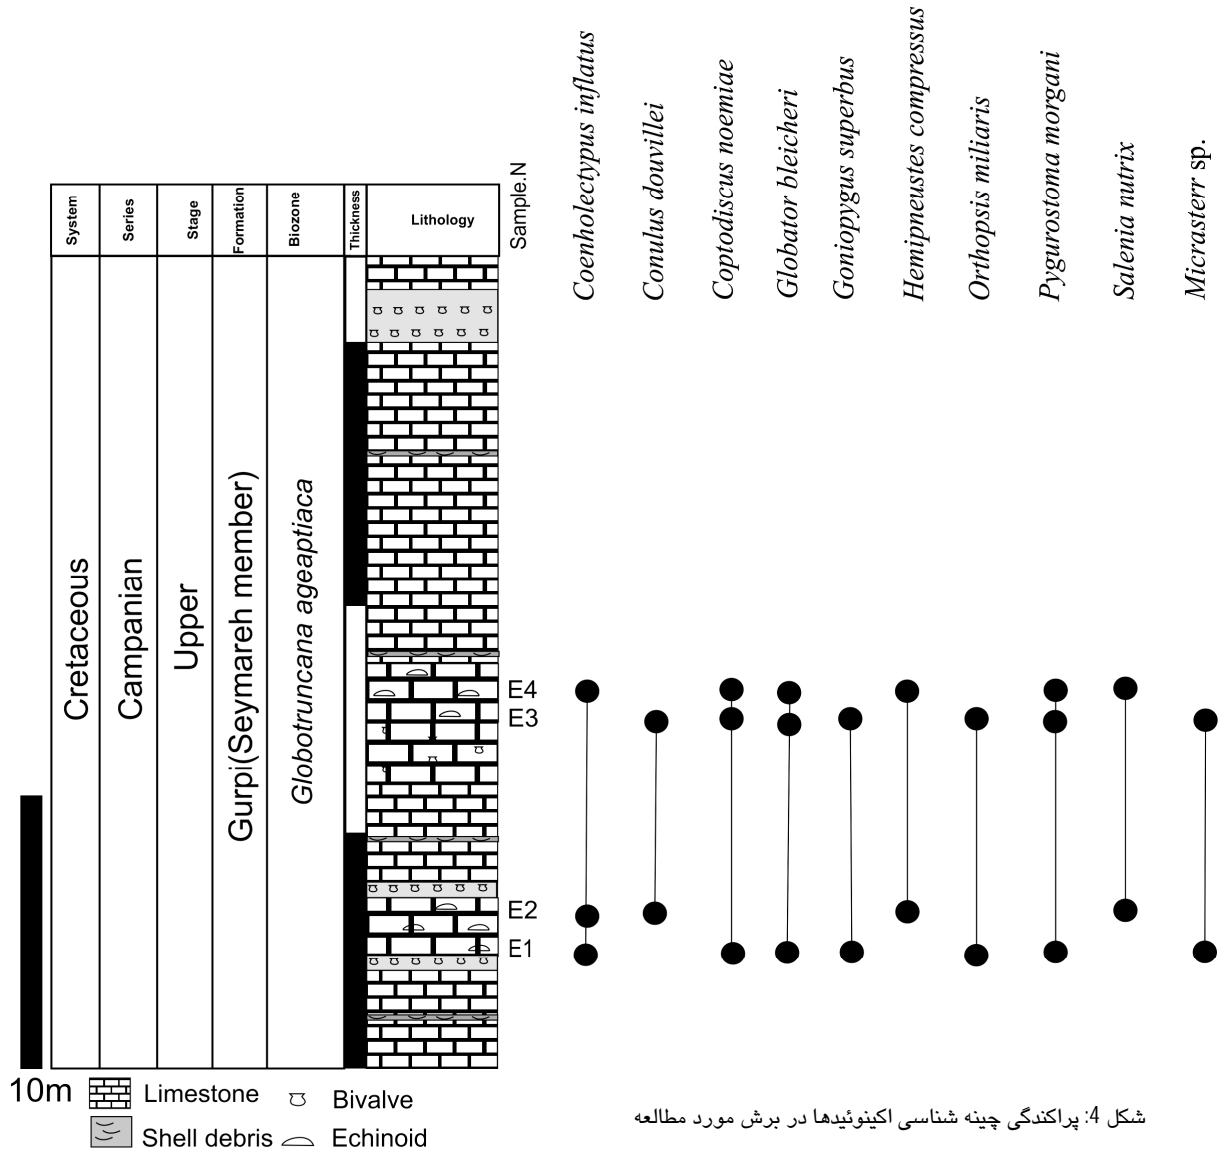 System
Series
Stage
Formation
Biozone
Thickness
Lithology
Sample.N
Coenholectypus inflatus
Conulus douvillei
Coptodiscus noemiae
Globator bleicheri
Goniopygus superbus
Hemipneustes compressus
Orthopsis miliaris
Pygurostoma morgani
Salenia nutrix
Micrasterr sp.
Cretaceous
Campanian
Upper
Gurpi(Seymareh member)
Globotruncana ageaptiaca
E4
E3
E2
E1
10m
Limestone
Bivalve
Shell debris
Echinoid
شکل 4: پراکندگی چینه شناسی اکینوئیدها در برش مورد مطالعه